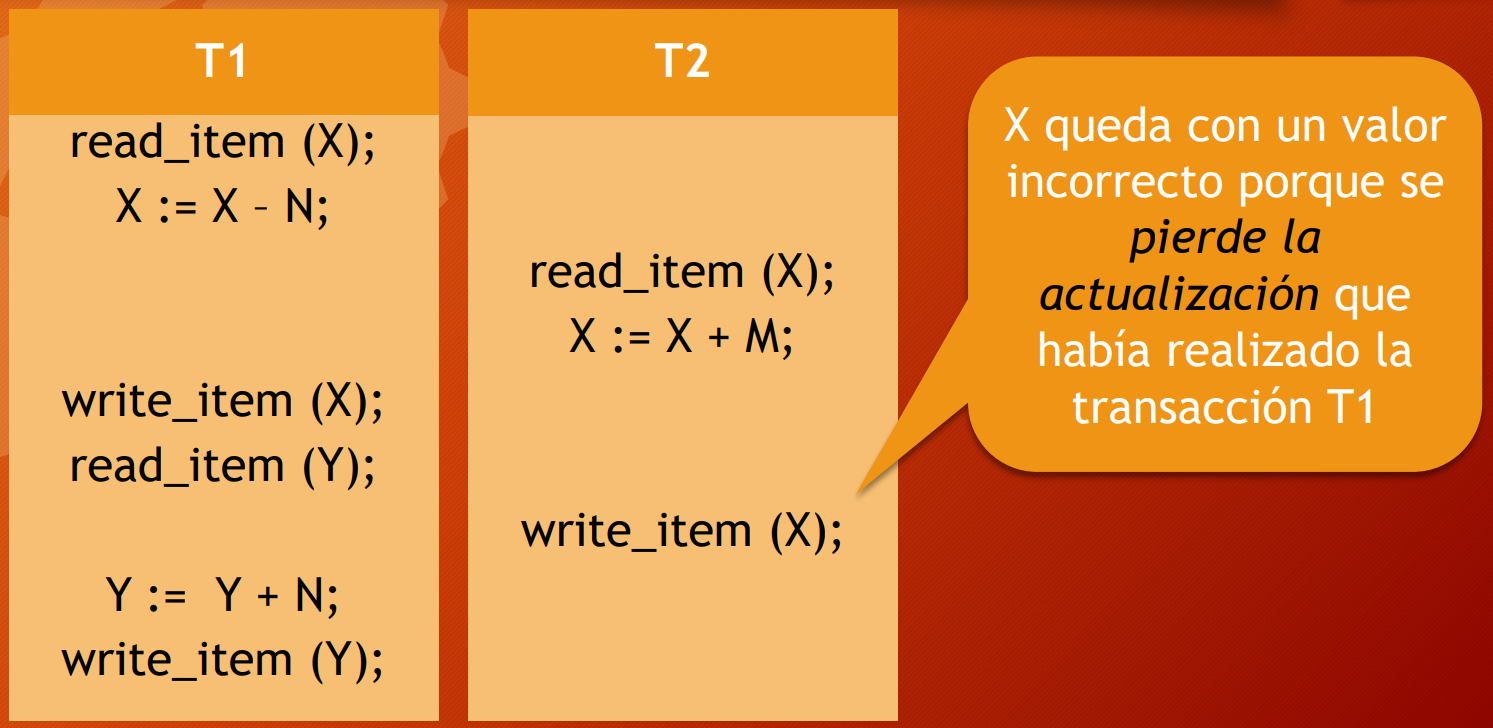 T1
read_item (X);
X := X – N;
write_item (X);
read_item (Y);
Y := Y + N;
write_item (Y);
T2
read_item (X);
X := X + M;
write_item (X);
X queda con un valor
incorrecto porque se
pierde la
actualización que
había realizado la
transacción T1